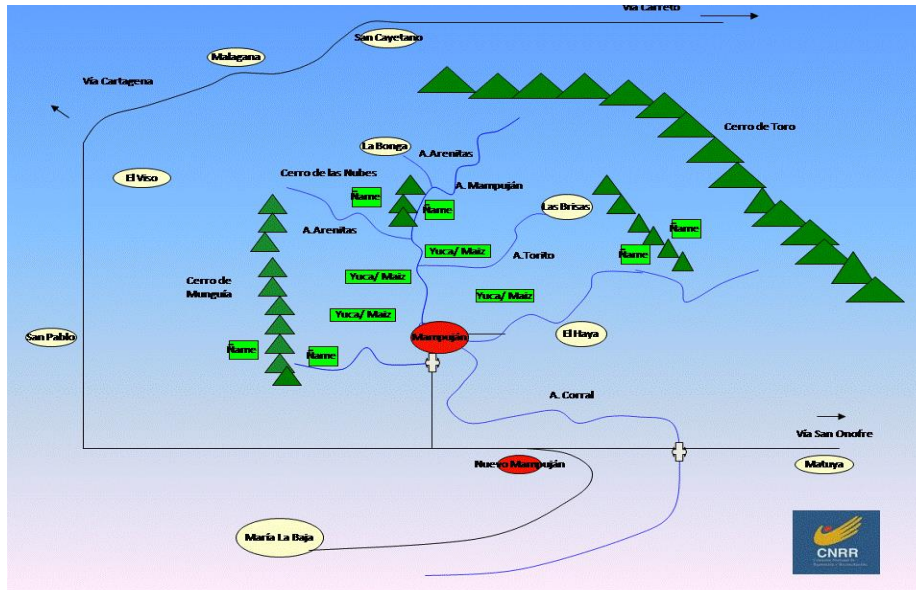 Vía Carreto
San Cayetano
Malagana
Vía Cartagena
Cerro de Toro
La Bonga
A.Arenitas
Cerro de las Nubes
El Viso
A. Mampuján
Ñame
Ñame
Las Brisas
A.Arenitas
Ñame
Yuca/ Maiz
A.Torito
Ñame
Yuca/ Maiz
Cerro de
Munguía
Yuca/ Maiz
Yuca/ Maiz
San Pablo
Mampuján
El Haya
Ñame
Ñame
A. Corral
Vía San Onofre
Nuevo Mampuján
Matuya
María La Baja
CNRR